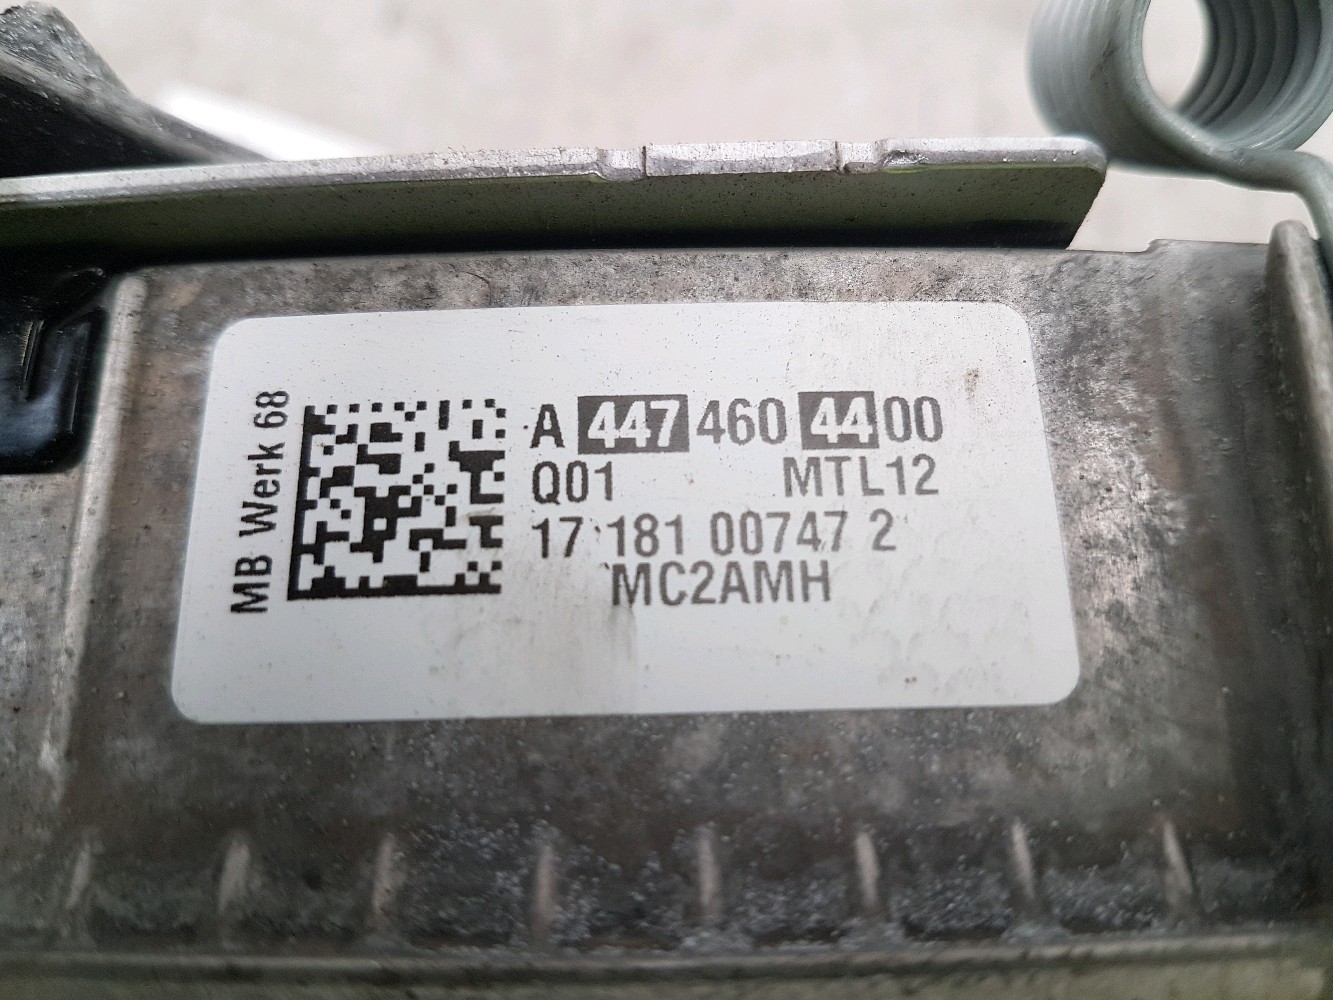 MB Werk 68
A 447 460 44 00
Q01 MTL12
17 181 00747 2
MC2AMH